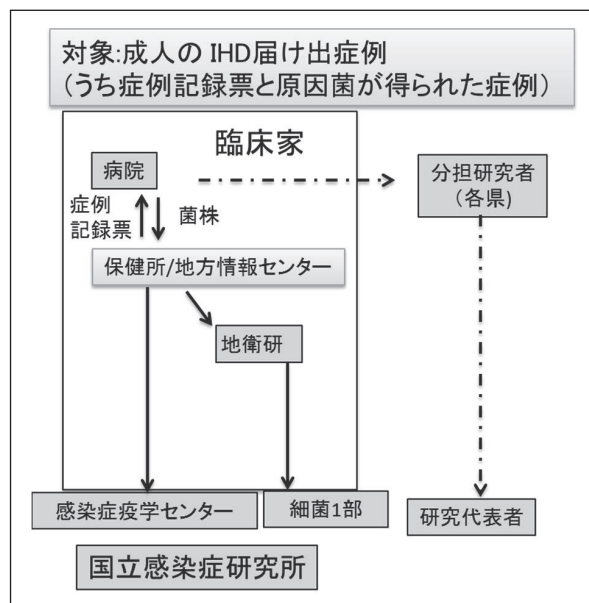 対象:成人の IHD届け出症例
(うち症例記録票と原因菌が得られた症例)
臨床家
病院
分担研究者
(各県)
症例
記録票
菌株
保健所/地方情報センター
地衛研
感染症疫学センター
細菌1部
研究代表者
国立感染症研究所